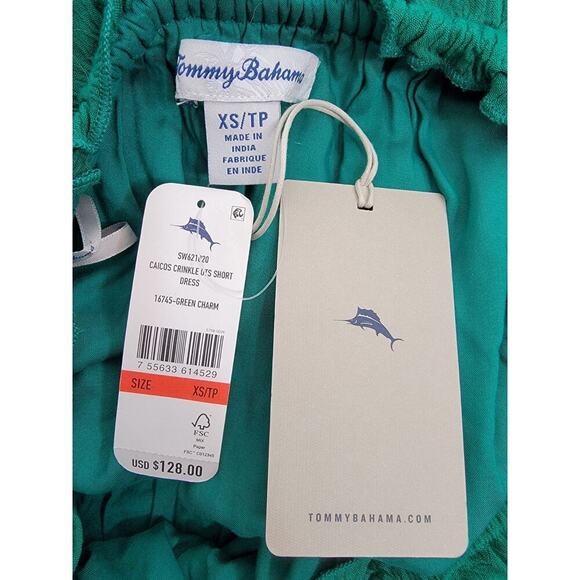 Tommy Bahama
XS/TP
MADE IN
INDIA
FABRIQUE
EN INDE
CAICOS CRINKLE OTS SHORT
DRESS
16745-GREEN CHARM
7 55633 614529
SIZE XS/TP
FSC
MIX
Paper
USD $128.00
TOMMYBAHAMA.COM